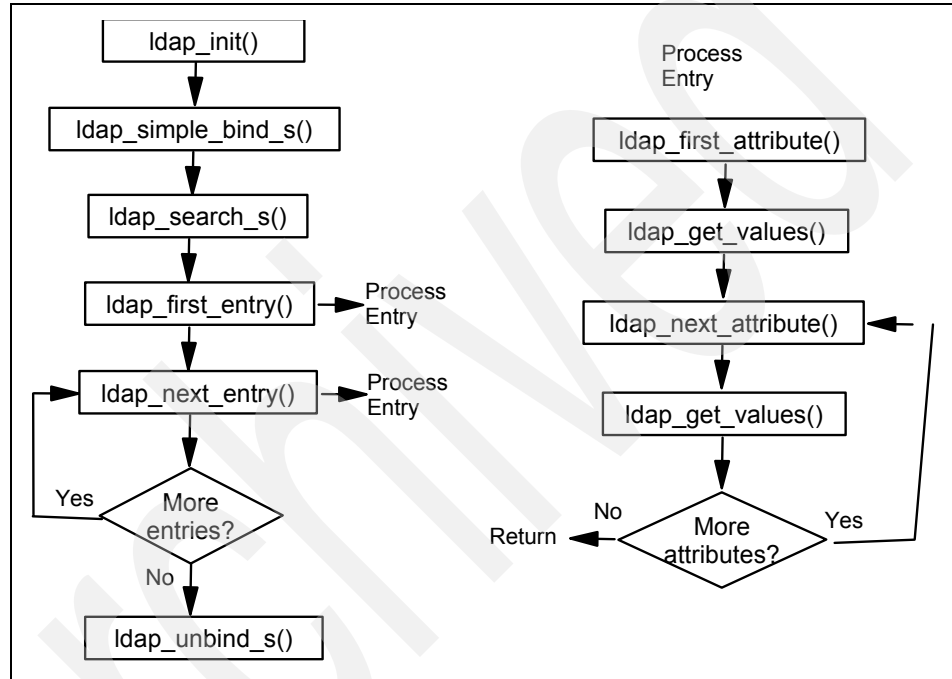 ldap_init()
ldap_simple_bind_s()
ldap_search_s()
ldap_first_entry()
Process
Entry
ldap_next_entry()
Process
Entry
Yes
More
entries?
No
ldap_unbind_s()
Process
Entry
ldap_first_attribute()
ldap_get_values()
ldap_next_attribute()
ldap_get_values()
No
More
attributes?
Yes
Return
rchived